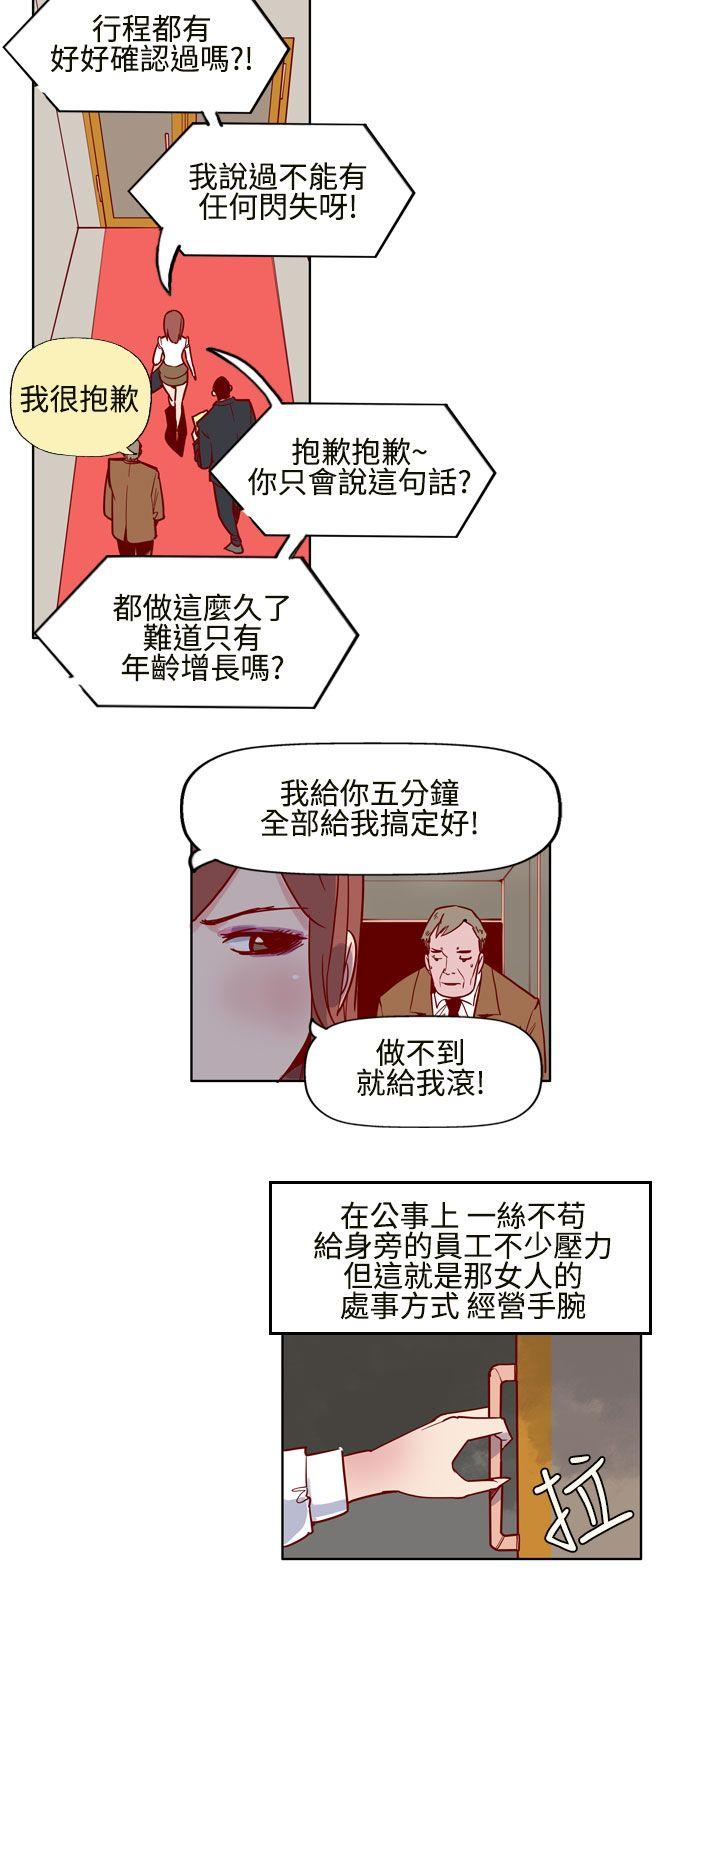 行程都有
好好確認過嗎?!
我說過不能有
任何閃失呀!
我很抱歉
抱歉抱歉~
你只會說這句話?
都做這麼久了
難道只有
年齡增長嗎?
我給你五分鐘
全部給我搞定好!
做不到
就給我滾!
在公事上 一絲不苟
給身旁的員工不少壓力
但這就是那女人的
處事方式 經營手腕
拉